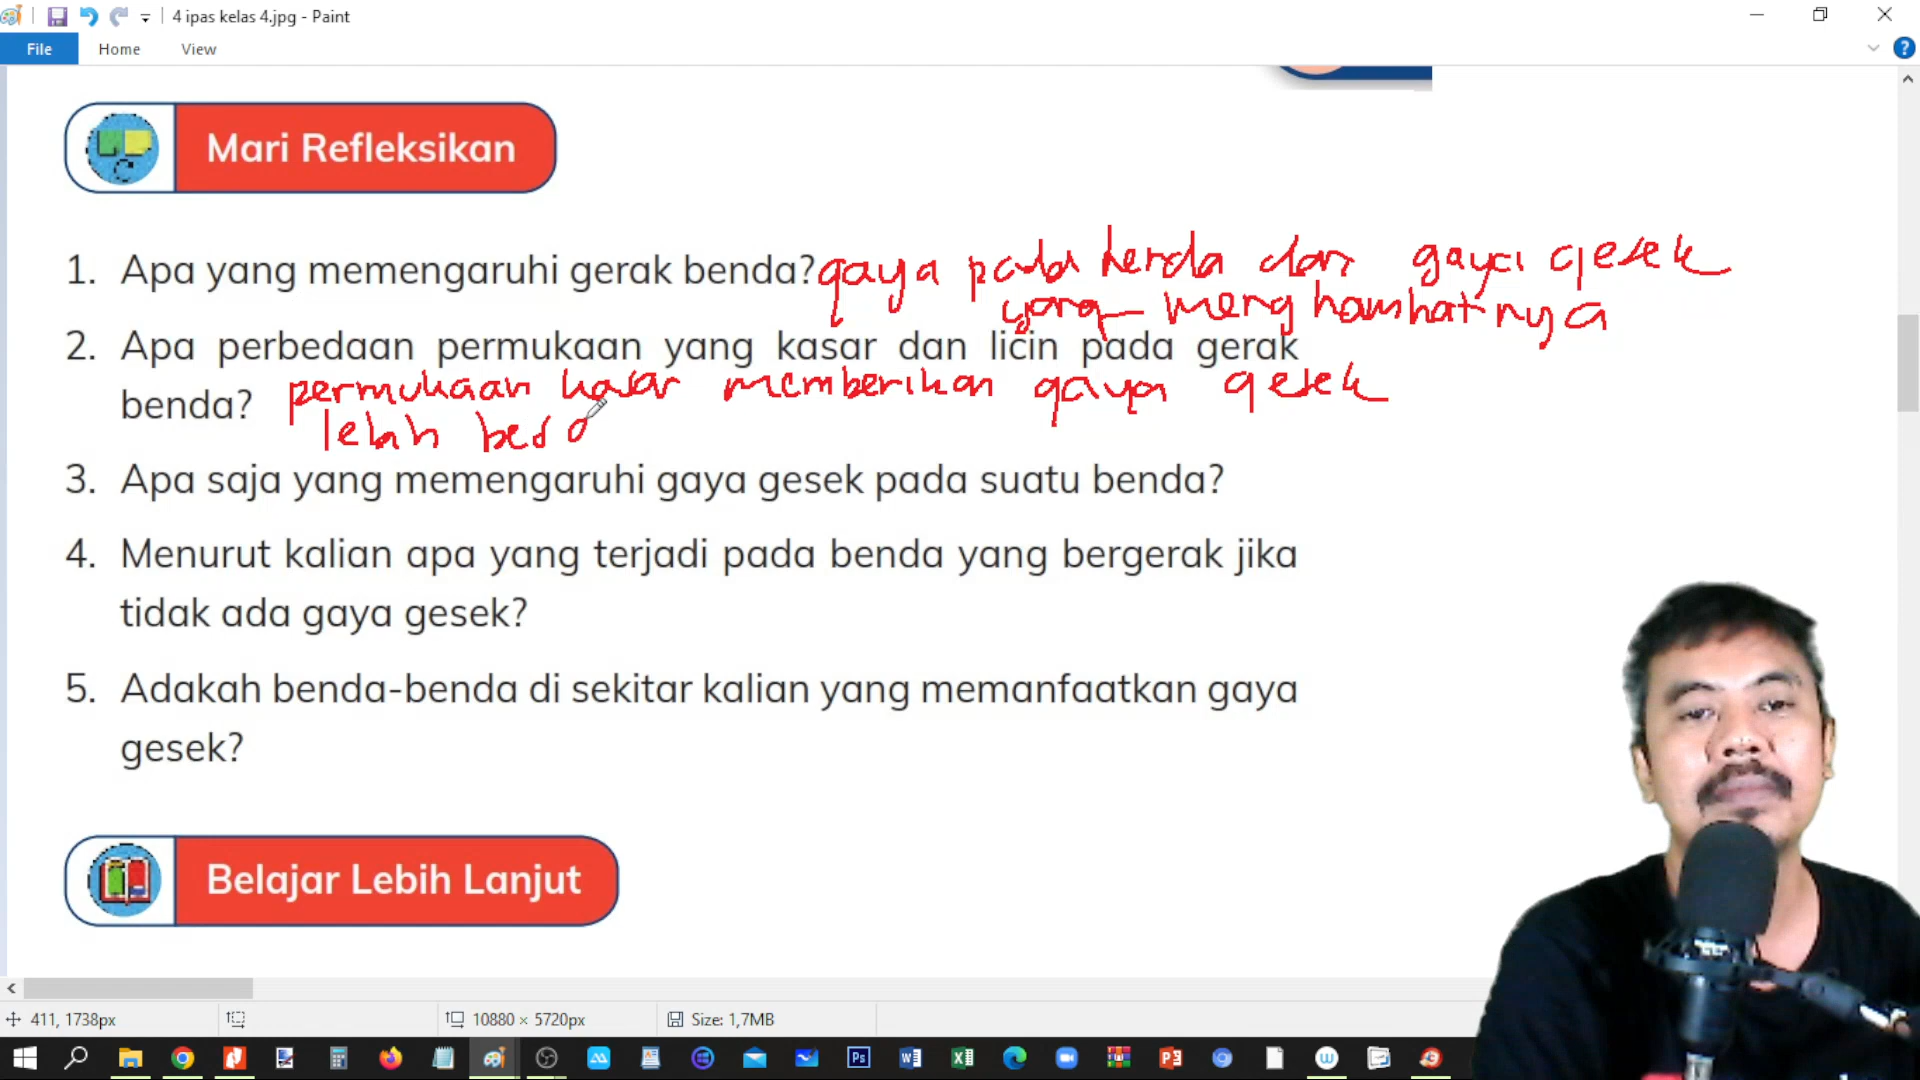 4 ipas kelas 4.jpg - Paint
File Home View
Mari Refleksikan
1. Apa yang memengaruhi gerak benda? gaya pada benda dan gaya gesek
yang menghambatnya
2. Apa perbedaan permukaan yang kasar dan licin pada gerak
benda? permukaan kasar memberikan gaya gesek
lebih bes
3. Apa saja yang memengaruhi gaya gesek pada suatu benda?
4. Menurut kalian apa yang terjadi pada benda yang bergerak jika
tidak ada gaya gesek?
5. Adakah benda-benda di sekitar kalian yang memanfaatkan gaya
gesek?
Belajar Lebih Lanjut
411, 1738px 10880 × 5720px Size: 1,7MB